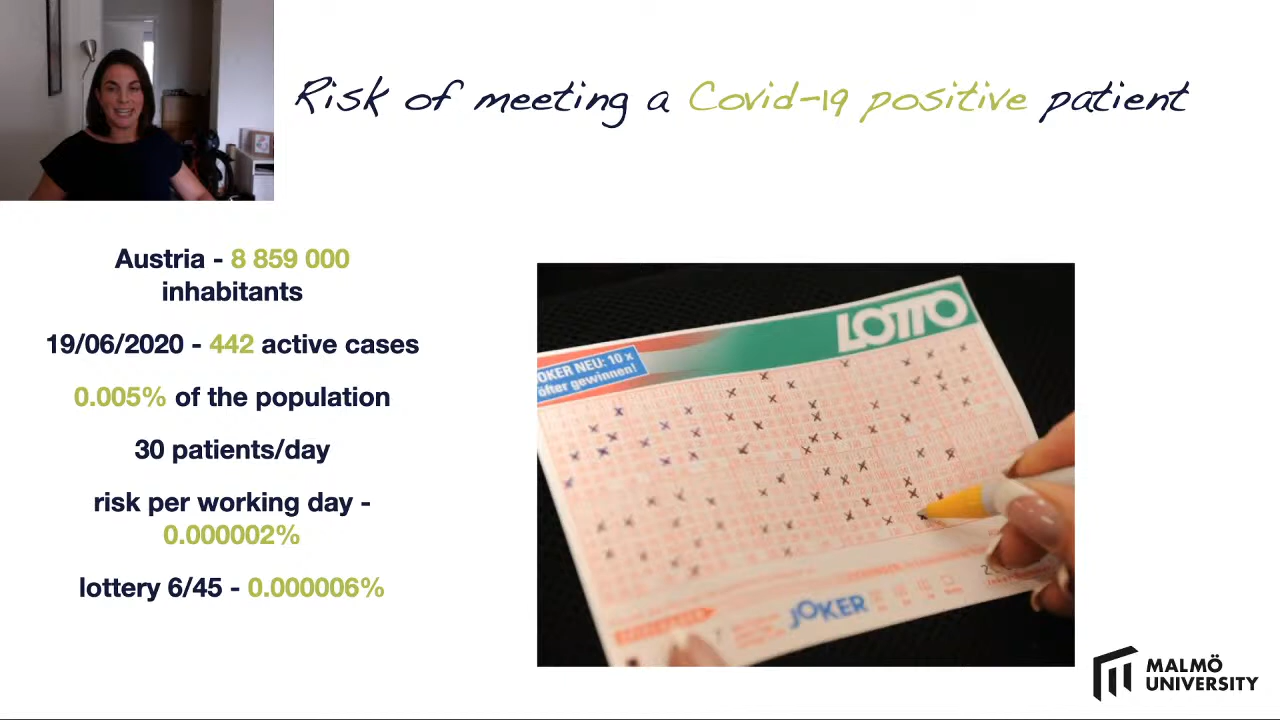 Risk of meeting a Covid-19 positive patient
Austria - 8 859 000
inhabitants
19/06/2020 - 442 active cases
0.005% of the population
30 patients/day
risk per working day -
0.000002%
lottery 6/45 - 0.000006%
LOTTO
OKER NEU: 10 x
öfter gewinnen!
JOKER
MALMÖ
UNIVERSITY